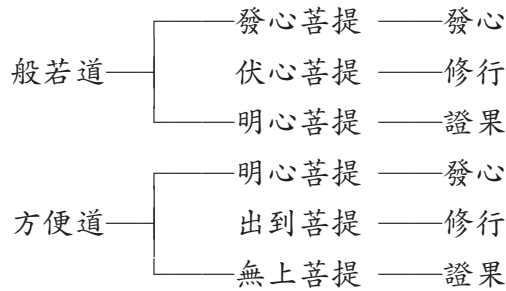 發心菩提 發心
般若道 伏心菩提 修行
明心菩提 證果
明心菩提 發心
方便道 出到菩提 修行
無上菩提 證果